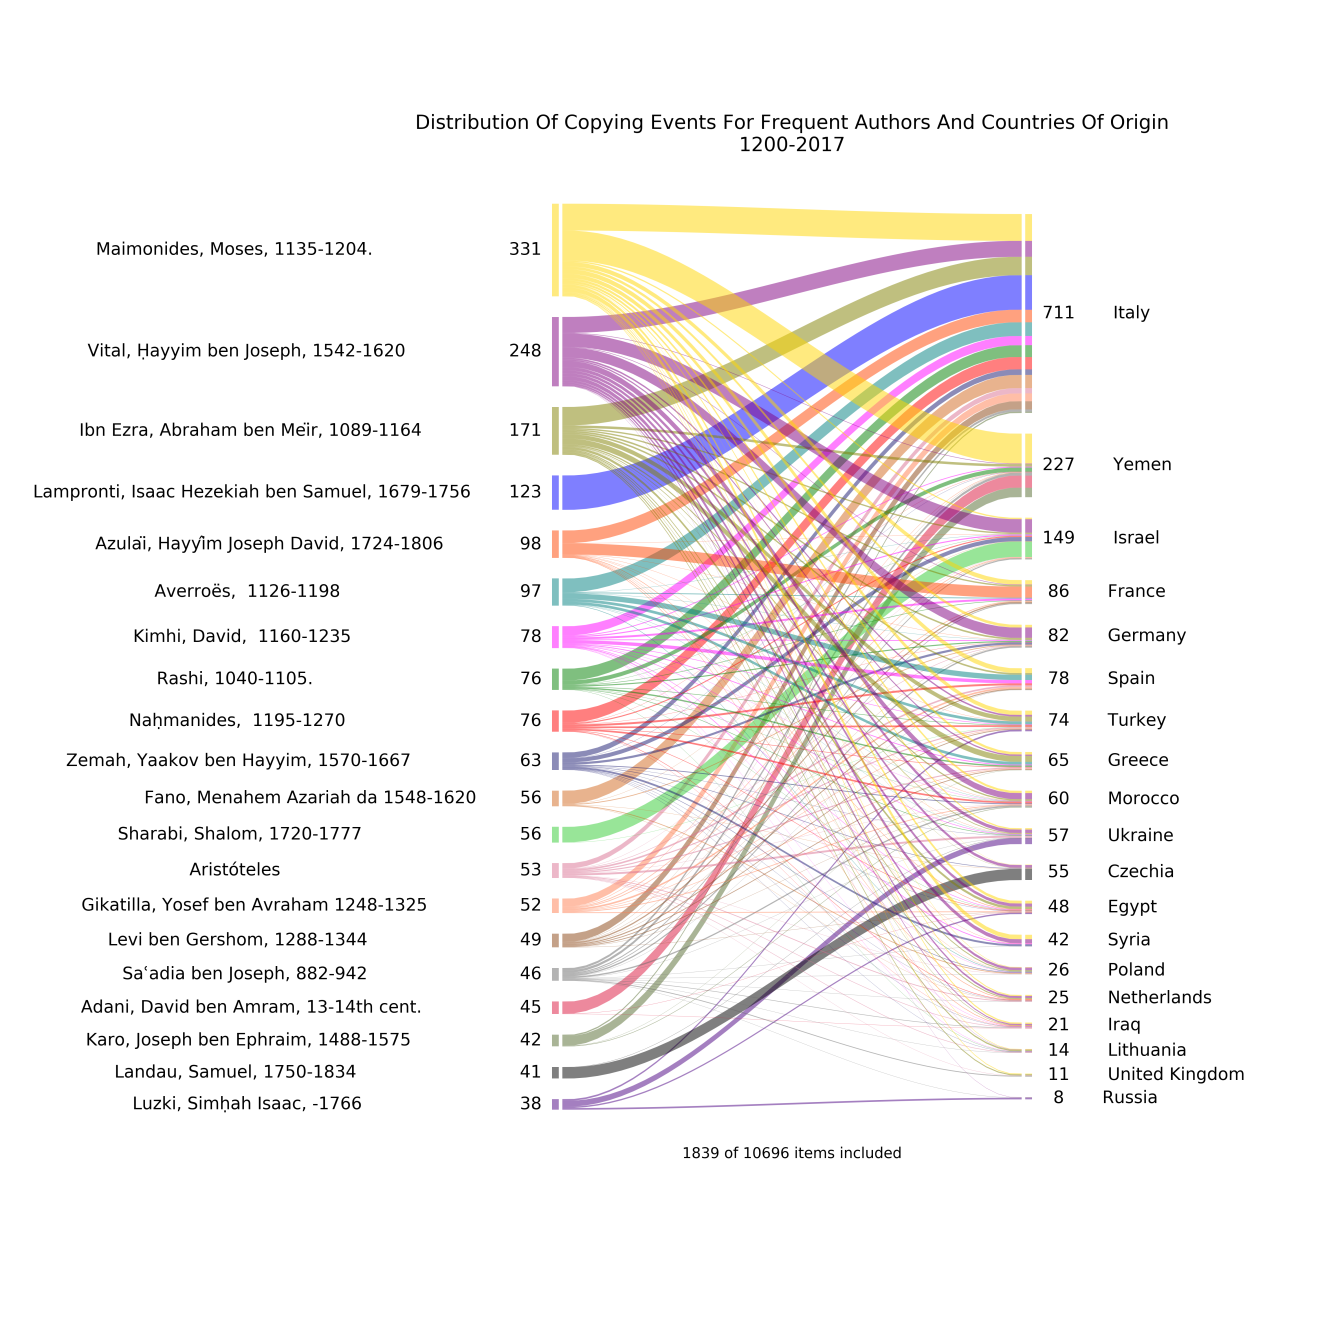 Distribution Of Copying Events For Frequent Authors And Countries Of Origin
1200-2017
Maimonides, Moses, 1135-1204. 331
Vital, Ḥayyim ben Joseph, 1542-1620 248
Ibn Ezra, Abraham ben Meïr, 1089-1164 171
Lampronti, Isaac Hezekiah ben Samuel, 1679-1756 123
Azulai, Hayyim Joseph David, 1724-1806 98
Averroës, 1126-1198 97
Kimhi, David, 1160-1235 78
Rashi, 1040-1105. 76
Naḥmanides, 1195-1270 76
Zemah, Yaakov ben Hayyim, 1570-1667 63
Fano, Menahem Azariah da 1548-1620 56
Sharabi, Shalom, 1720-1777 56
Aristóteles 53
Gikatilla, Yosef ben Avraham 1248-1325 52
Levi ben Gershom, 1288-1344 49
Saʻadia ben Joseph, 882-942 46
Adani, David ben Amram, 13-14th cent. 45
Karo, Joseph ben Ephraim, 1488-1575 42
Landau, Samuel, 1750-1834 41
Luzki, Simḥah Isaac, -1766 38
711 Italy
227 Yemen
149 Israel
86 France
82 Germany
78 Spain
74 Turkey
65 Greece
60 Morocco
57 Ukraine
55 Czechia
48 Egypt
42 Syria
26 Poland
25 Netherlands
21 Iraq
14 Lithuania
11 United Kingdom
8 Russia
1839 of 10696 items included